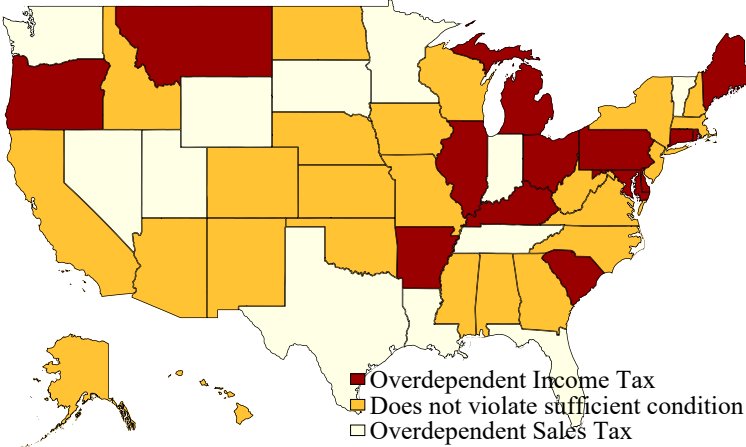 Overdependent Income Tax
Does not violate sufficient condition
Overdependent Sales Tax